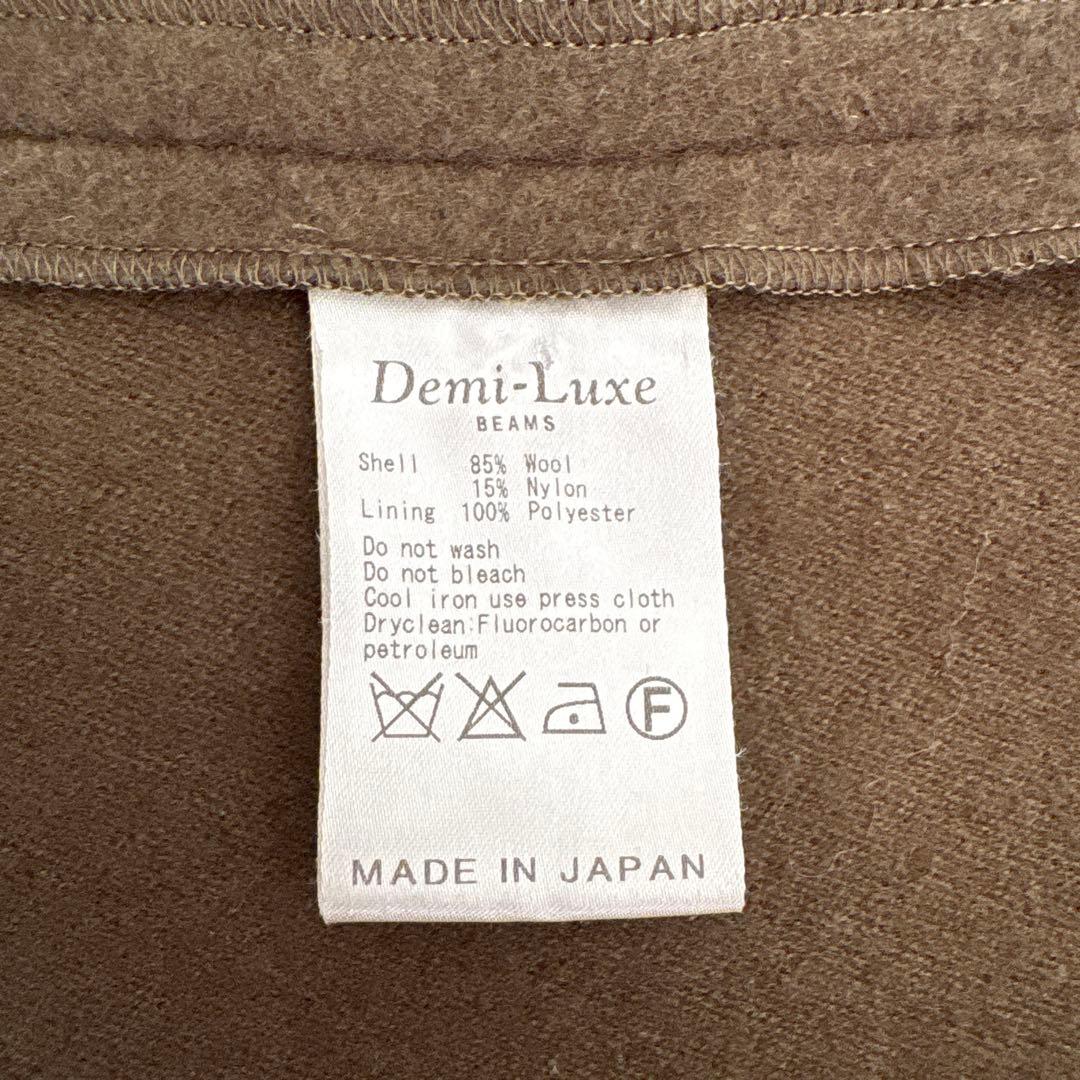 Demi-Luxe
BEAMS
Shell 85% Wool
15% Nylon
Lining 100% Polyester
Do not wash
Do not bleach
Cool iron use press cloth
Dryclean:Fluorocarbon or
petroleum
F
MADE IN JAPAN